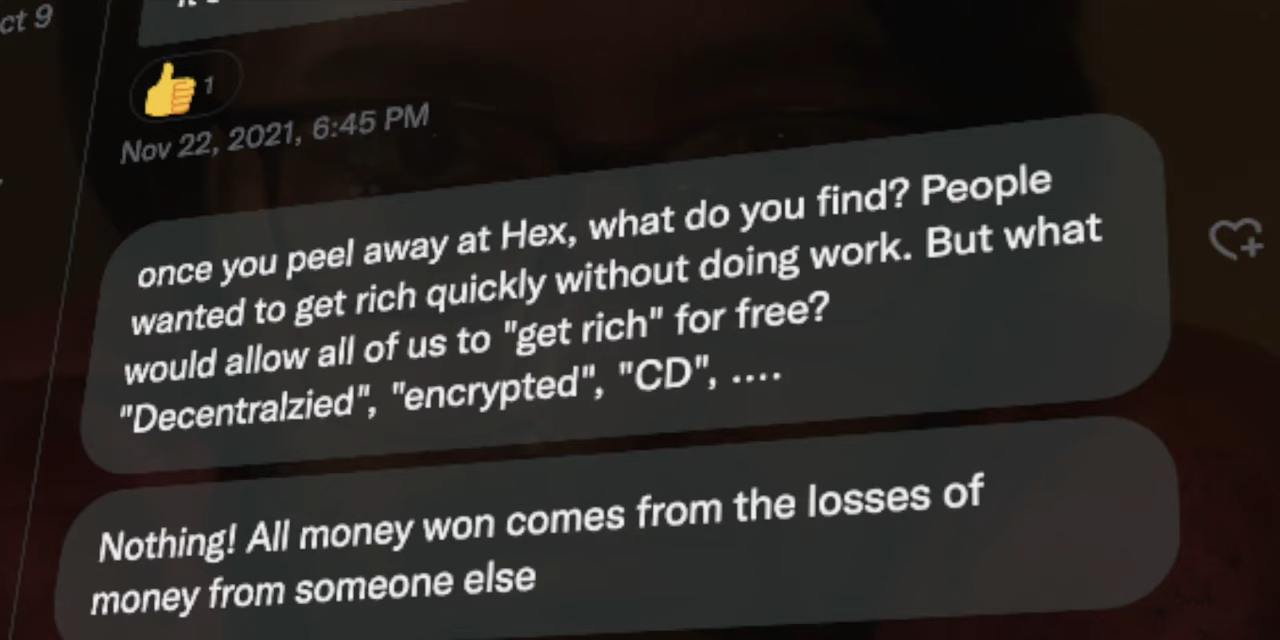 ct 9
👍 1
Nov 22, 2021, 6:45 PM
once you peel away at Hex, what do you find? People
wanted to get rich quickly without doing work. But what
would allow all of us to "get rich" for free?
"Decentralzied", "encrypted", "CD", ....
Nothing! All money won comes from the losses of
money from someone else